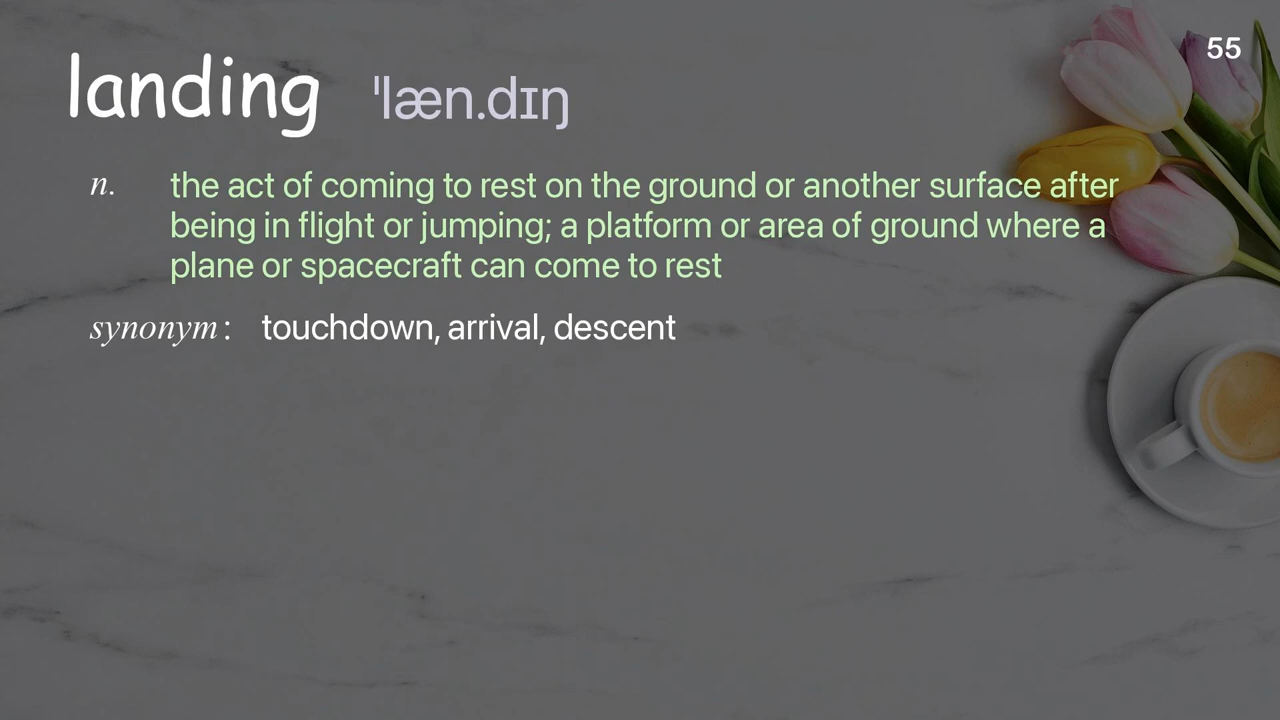 55
landing ˈlæn.dɪŋ
n. the act of coming to rest on the ground or another surface after
being in flight or jumping; a platform or area of ground where a
plane or spacecraft can come to rest
synonym: touchdown, arrival, descent